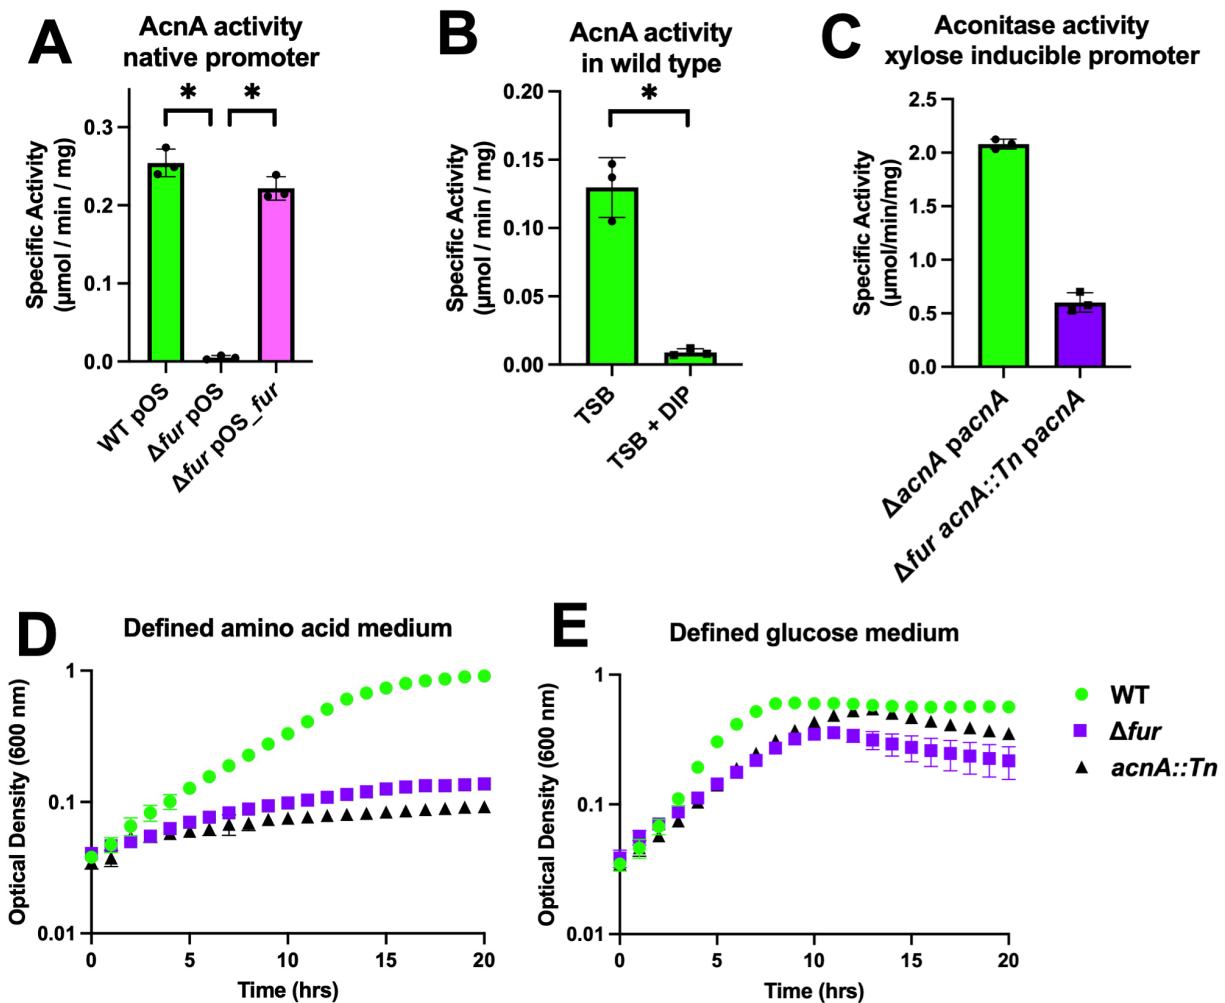 A
AcnA activity
native promoter
Specific Activity
(µmol / min / mg)
0.3
0.2
0.1
0.0
*
*
WT pOS
Δfur pOS
Δfur pOS_fur
B
AcnA activity
in wild type
Specific Activity
(µmol / min / mg)
0.20
0.15
0.10
0.05
0.00
*
TSB
TSB + DIP
C
Aconitase activity
xylose inducible promoter
Specific Activity
(µmol/min/mg)
2.5
2.0
1.5
1.0
0.5
0.0
ΔacnA pacnA
Δfur acnA::Tn pacnA
D
Defined amino acid medium
Optical Density (600 nm)
1
0.1
0.01
0
5
10
15
20
Time (hrs)
E
Defined glucose medium
Optical Density (600 nm)
1
0.1
0.01
0
5
10
15
20
Time (hrs)
WT
Δfur
acnA::Tn